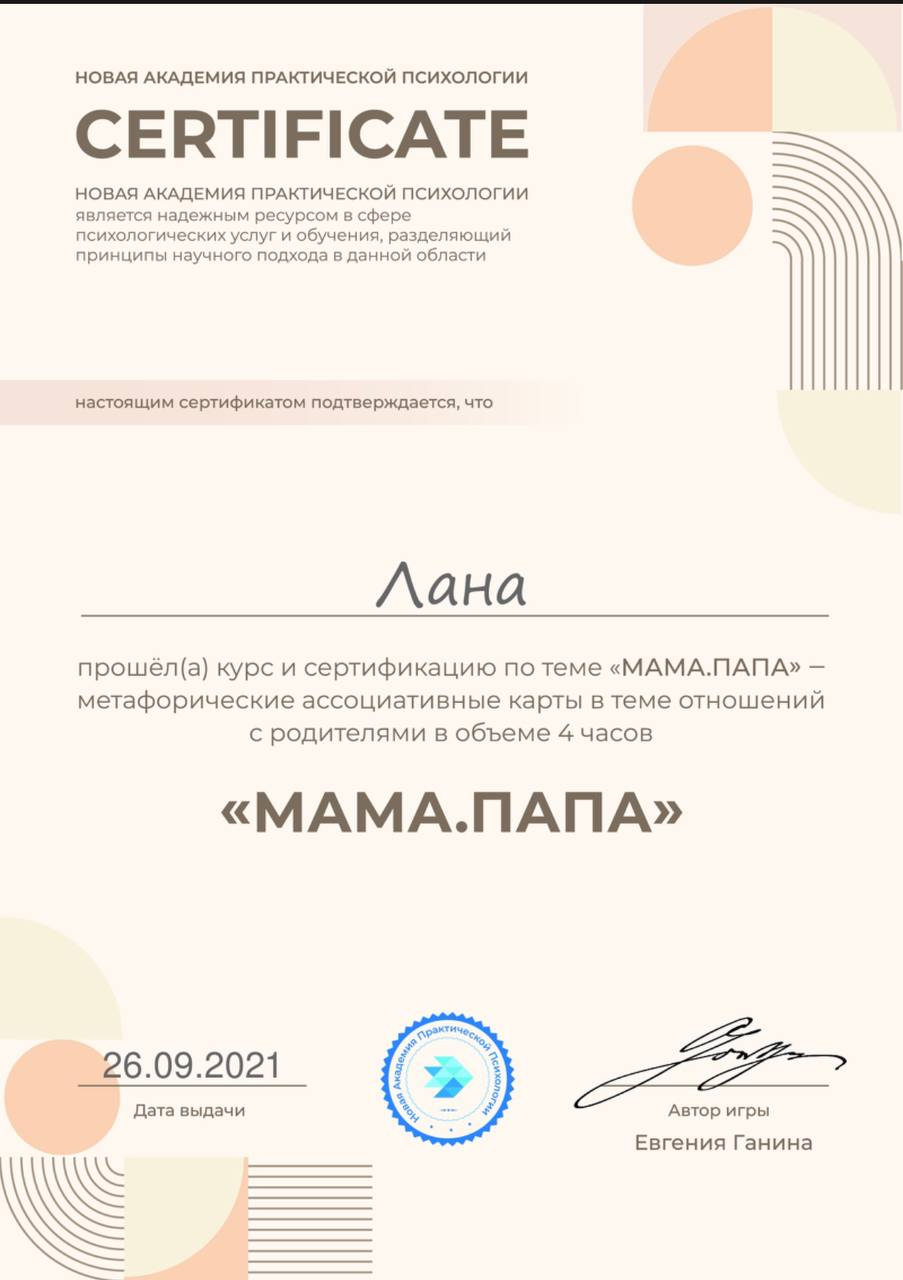 НОВАЯ АКАДЕМИЯ ПРАКТИЧЕСКОЙ ПСИХОЛОГИИ
CERTIFICATE
НОВАЯ АКАДЕМИЯ ПРАКТИЧЕСКОЙ ПСИХОЛОГИИ
является надежным ресурсом в сфере
психологических услуг и обучения, разделяющий
принципы научного подхода в данной области
настоящим сертификатом подтверждается, что
Лана
прошёл(а) курс и сертификацию по теме «МАМА.ПАПА» –
метафорические ассоциативные карты в теме отношений
с родителями в объеме 4 часов
«МАМА.ПАПА»
26.09.2021
Дата выдачи
Новая Академия Практической Психологии
Автор игры
Евгения Ганина